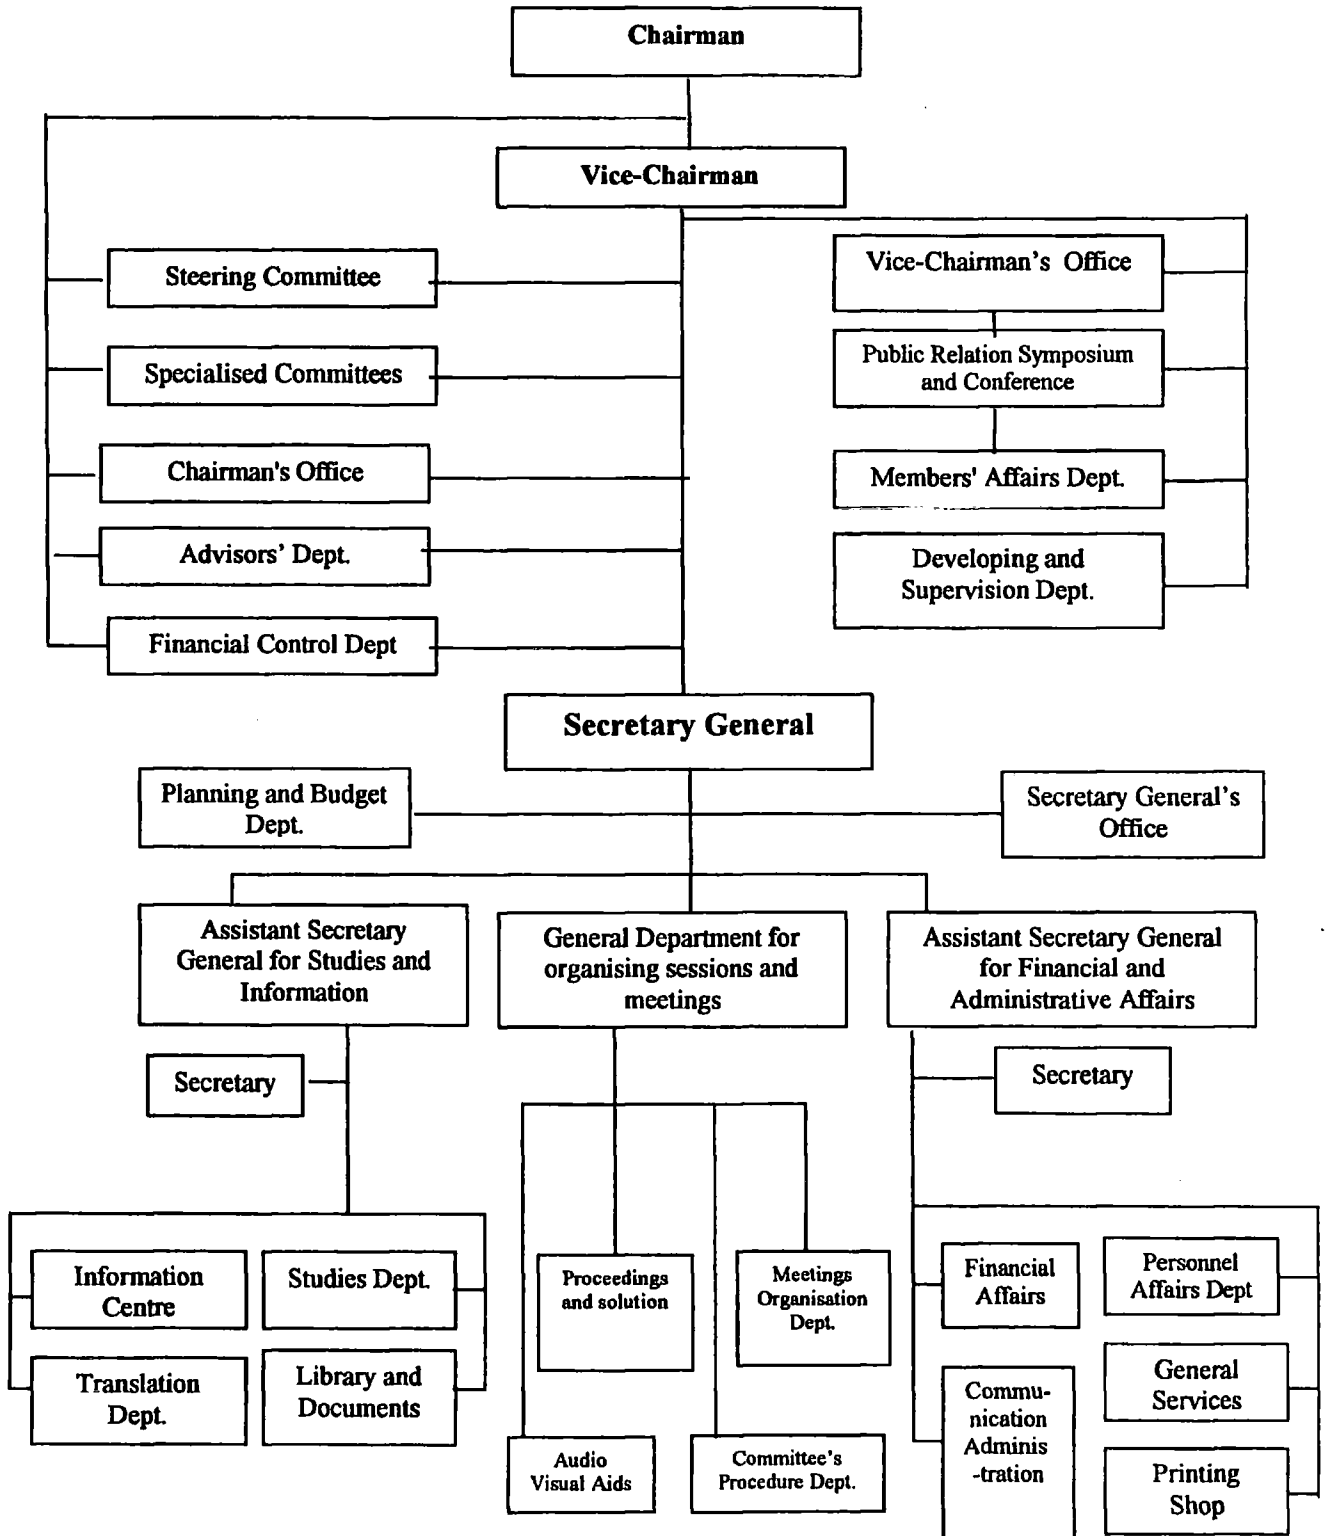 Chairman
Vice-Chairman
Steering Committee
Specialised Committees
Chairman's Office
Advisors' Dept.
Financial Control Dept
Vice-Chairman's Office
Public Relation Symposium
and Conference
Members' Affairs Dept.
Developing and
Supervision Dept.
Secretary General
Planning and Budget
Dept.
Secretary General's
Office
Assistant Secretary
General for Studies and
Information
General Department for
organising sessions and
meetings
Assistant Secretary General
for Financial and
Administrative Affairs
Secretary
Secretary
Information
Centre
Studies Dept.
Translation
Dept.
Library and
Documents
Proceedings
and solution
Meetings
Organisation
Dept.
Audio
Visual Aids
Committee's
Procedure Dept.
Financial
Affairs
Personnel
Affairs Dept
Commu-
nication
Adminis
-tration
General
Services
Printing
Shop